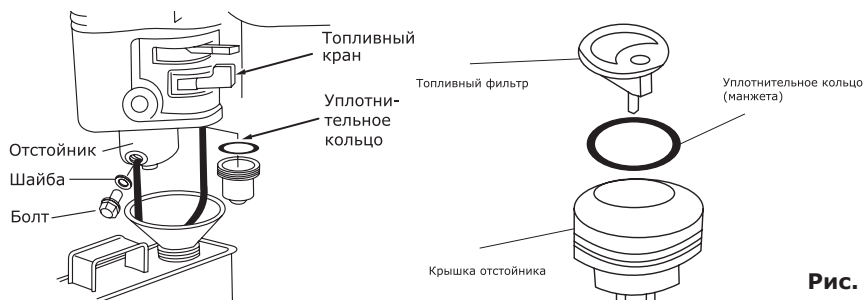 Топливный
кран
Уплотни-
тельное
кольцо
Отстойник
Шайба
Болт
Топливный фильтр
Уплотнительное кольцо
(манжета)
Крышка отстойника
Рис.